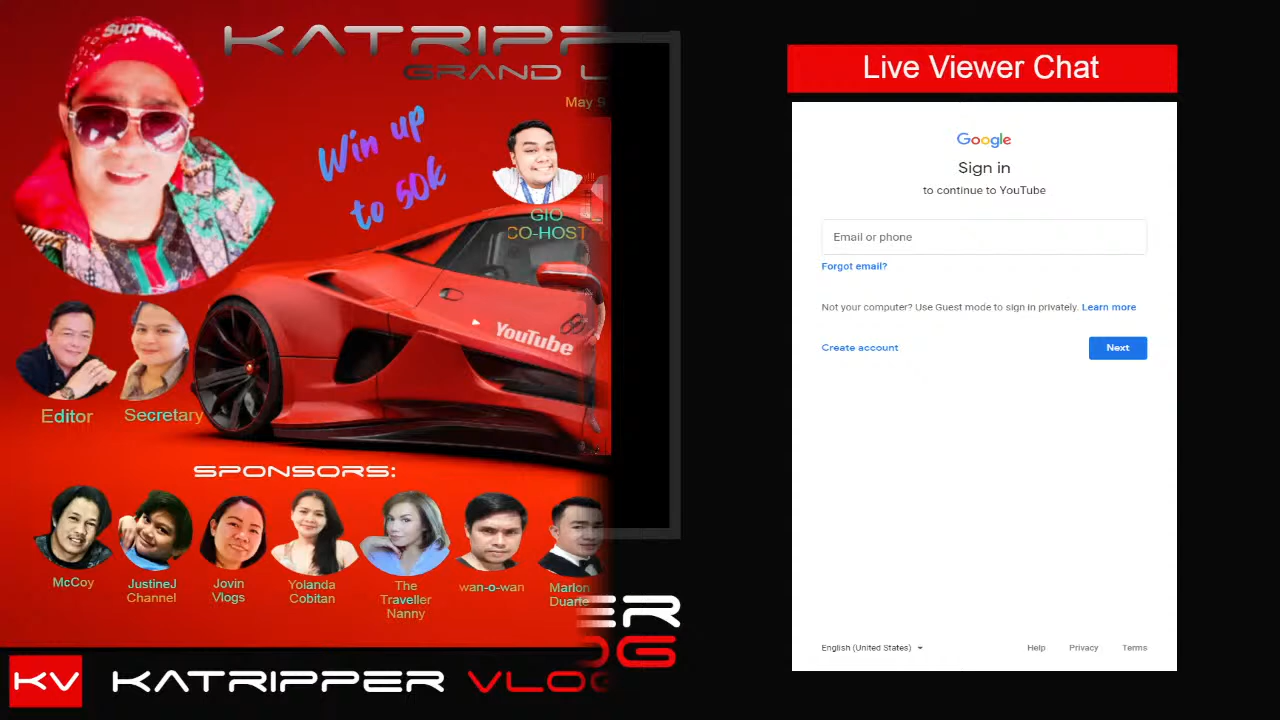 Supreme
KATRIPP
GRAND L
May 9
Win up
to 50k
GIO
CO-HOST
YouTube
Editor
Secretary
SPONSORS:
McCoy
JustineJ
Channel
Jovin
Vlogs
Yolanda
Cobitan
The
Traveller
Nanny
wan-o-wan
Marlon
Duarte
ER
OG
KV
KATRIPPER VLOG
Live Viewer Chat
Google
Sign in
to continue to YouTube
Email or phone
Forgot email?
Not your computer? Use Guest mode to sign in privately. Learn more
Create account
Next
English (United States)
Help
Privacy
Terms